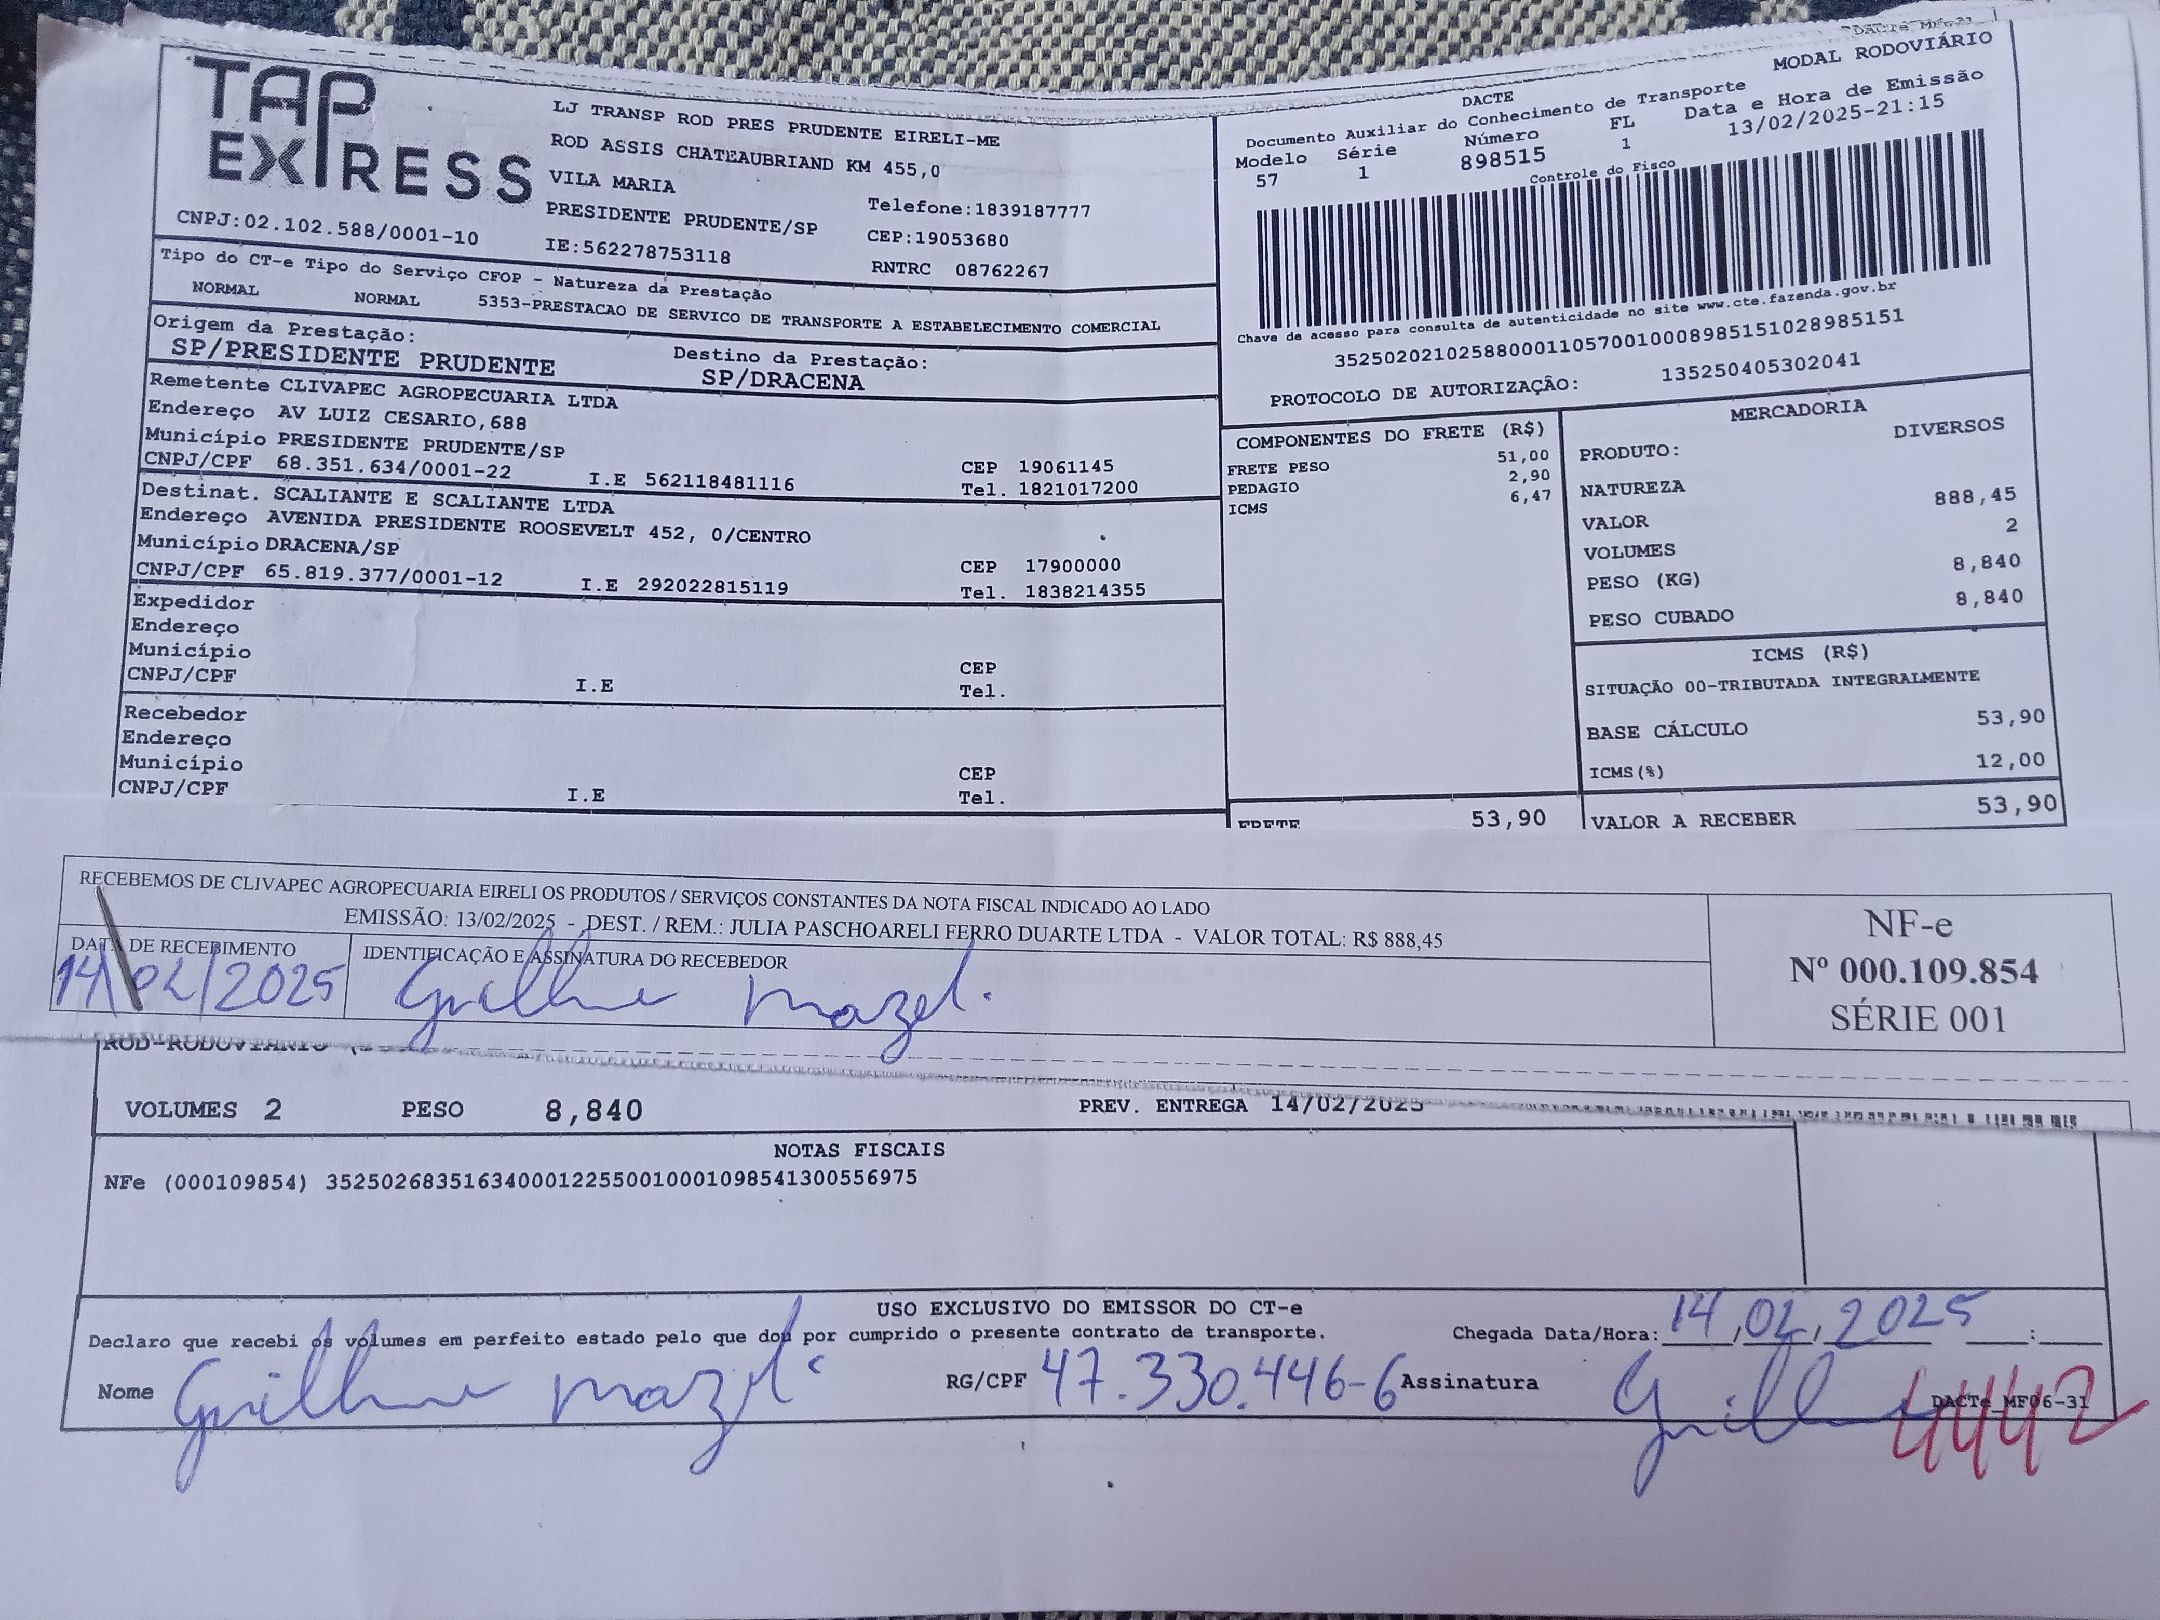 DACTe MF
MODAL RODOVIÁRIO
TAP EXPRESS
LJ TRANSP ROD PRES PRUDENTE EIRELI-ME
ROD ASSIS CHATEAUBRIAND KM 455,0
VILA MARIA
PRESIDENTE PRUDENTE/SP Telefone:1839187777
CEP:19053680
CNPJ:02.102.588/0001-10 IE:562278753118 RNTRC 08762267
DACTE
Documento Auxiliar do Conhecimento de Transporte
Modelo Série Número FL Data e Hora de Emissão
57 1 898515 1 13/02/2025-21:15
Controle do Fisco
Chave de acesso para consulta de autenticidade no site www.cte.fazenda.gov.br
35250202102588000110570010008985151028985151
PROTOCOLO DE AUTORIZAÇÃO: 135250405302041
Tipo do CT-e Tipo do Serviço CFOP - Natureza da Prestação
NORMAL NORMAL 5353-PRESTACAO DE SERVICO DE TRANSPORTE A ESTABELECIMENTO COMERCIAL
Origem da Prestação: Destino da Prestação:
SP/PRESIDENTE PRUDENTE SP/DRACENA
Remetente CLIVAPEC AGROPECUARIA LTDA
Endereço AV LUIZ CESARIO,688
Município PRESIDENTE PRUDENTE/SP CEP 19061145
CNPJ/CPF 68.351.634/0001-22 I.E 562118481116 Tel. 1821017200
Destinat. SCALIANTE E SCALIANTE LTDA
Endereço AVENIDA PRESIDENTE ROOSEVELT 452, 0/CENTRO
Município DRACENA/SP CEP 17900000
CNPJ/CPF 65.819.377/0001-12 I.E 292022815119 Tel. 1838214355
Expedidor
Endereço
Município CEP
CNPJ/CPF I.E Tel.
Recebedor
Endereço
Município CEP
CNPJ/CPF I.E Tel.
COMPONENTES DO FRETE (R$)
FRETE PESO 51,00
PEDAGIO 2,90
ICMS 6,47
FRETE 53,90
MERCADORIA
PRODUTO: DIVERSOS
NATUREZA
VALOR 888,45
VOLUMES 2
PESO (KG) 8,840
PESO CUBADO 8,840
ICMS (R$)
SITUAÇÃO 00-TRIBUTADA INTEGRALMENTE
BASE CÁLCULO 53,90
ICMS(%) 12,00
VALOR A RECEBER 53,90
RECEBEMOS DE CLIVAPEC AGROPECUARIA EIRELI OS PRODUTOS / SERVIÇOS CONSTANTES DA NOTA FISCAL INDICADO AO LADO
EMISSÃO: 13/02/2025 - DEST. / REM.: JULIA PASCHOARELI FERRO DUARTE LTDA - VALOR TOTAL: R$ 888,45
DATA DE RECEBIMENTO IDENTIFICAÇÃO E ASSINATURA DO RECEBEDOR
14/02/2025 Guilherme Mazel.
NF-e
Nº 000.109.854
SÉRIE 001
ROD-RODOVIÁRIO
VOLUMES 2 PESO 8,840 PREV. ENTREGA 14/02/2025
NOTAS FISCAIS
NFe (000109854) 35250268351634000122550010001098541300556975
USO EXCLUSIVO DO EMISSOR DO CT-e
Declaro que recebi os volumes em perfeito estado pelo que dou por cumprido o presente contrato de transporte. Chegada Data/Hora: 14/02/2025 :
Nome Guilherme Mazel RG/CPF 47.330.446-6 Assinatura Guilherme
DACTe_MF06-31
4442